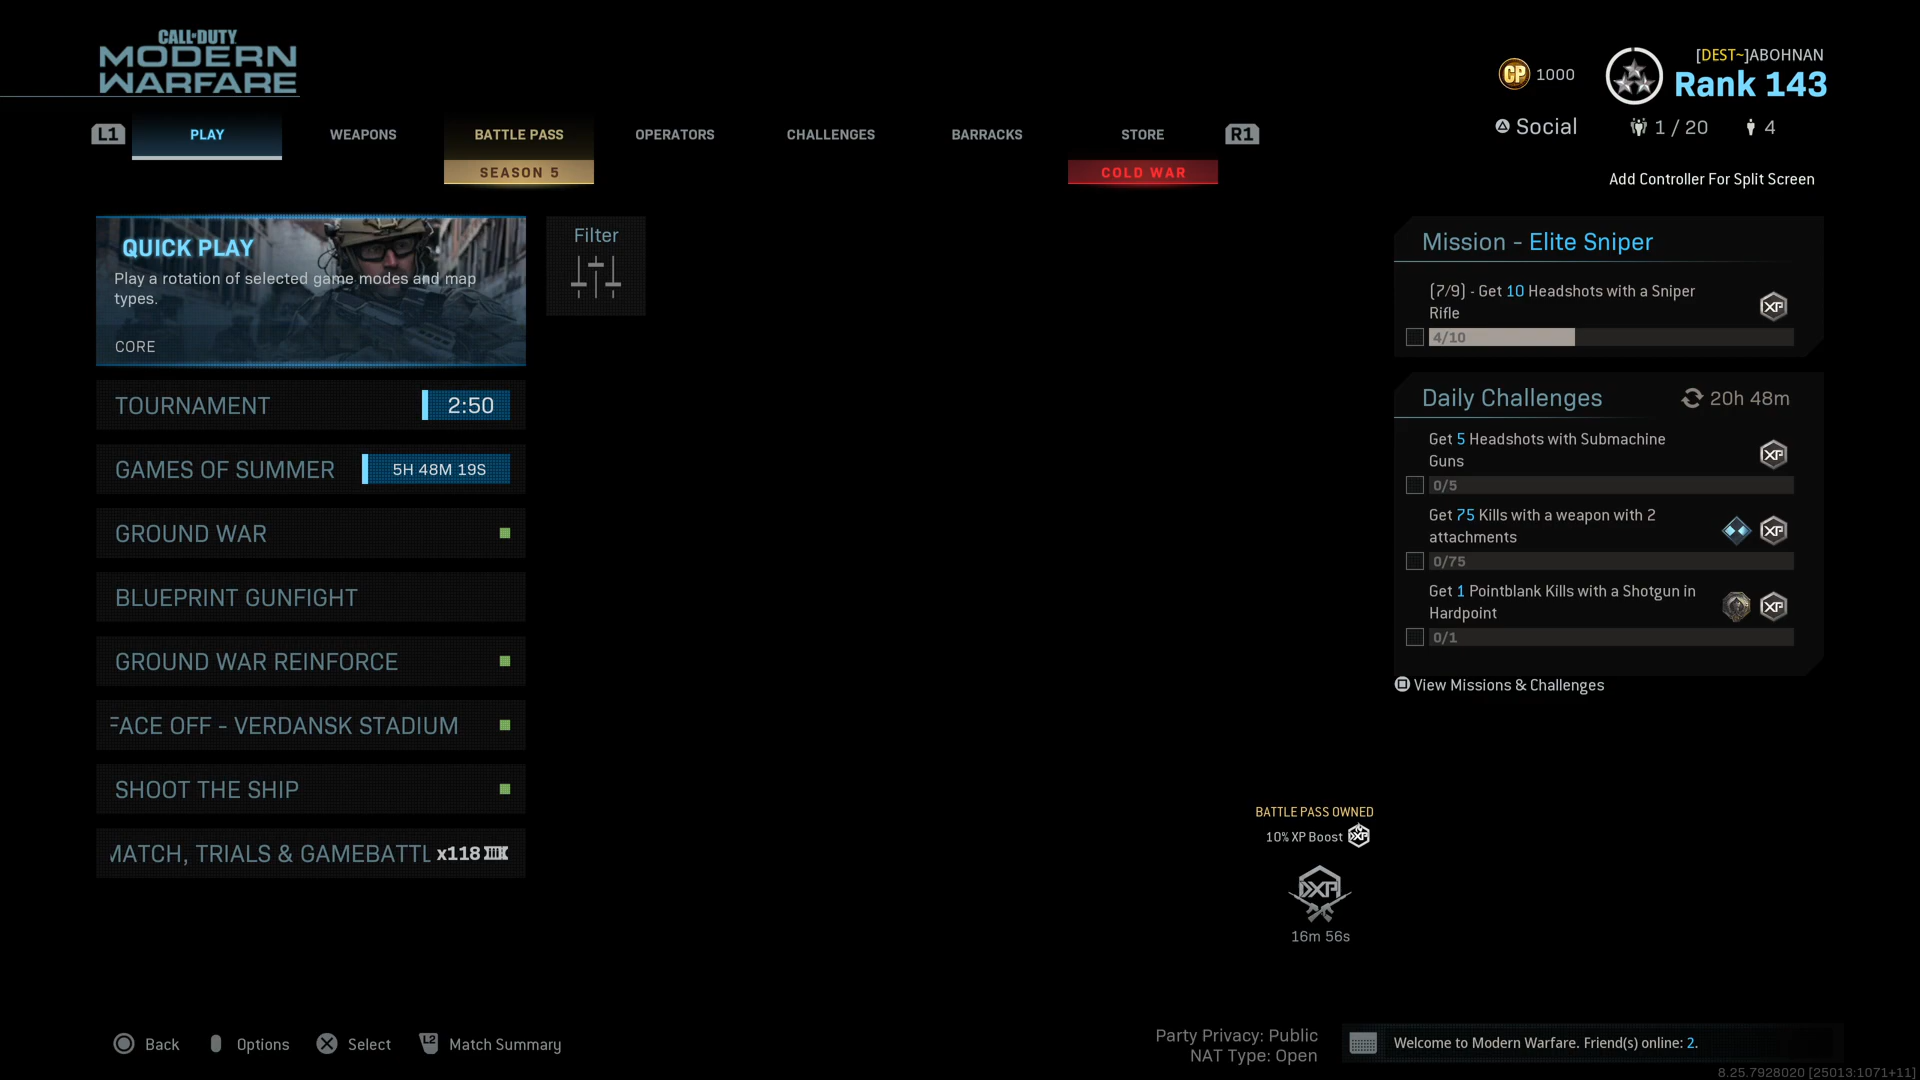 CALL OF DUTY
MODERN
WARFARE
CP 1000
[DEST~]ABOHNAN
Rank 143
Social
1 / 20
4
Add Controller For Split Screen
L1
PLAY
WEAPONS
BATTLE PASS
SEASON 5
OPERATORS
CHALLENGES
BARRACKS
STORE
COLD WAR
R1
QUICK PLAY
Play a rotation of selected game modes and map
types.
CORE
Filter
TOURNAMENT 2:50
GAMES OF SUMMER 5H 48M 19S
GROUND WAR
BLUEPRINT GUNFIGHT
GROUND WAR REINFORCE
FACE OFF - VERDANSK STADIUM
SHOOT THE SHIP
MATCH, TRIALS & GAMEBATTL x118
Mission - Elite Sniper
(7/9) - Get 10 Headshots with a Sniper
Rifle
XP
4/10
Daily Challenges 20h 48m
Get 5 Headshots with Submachine
Guns
XP
0/5
Get 75 Kills with a weapon with 2
attachments
XP
0/75
Get 1 Pointblank Kills with a Shotgun in
Hardpoint
XP
0/1
View Missions & Challenges
BATTLE PASS OWNED
10% XP Boost
DXP
16m 56s
Back
Options
Select
L2 Match Summary
Party Privacy: Public
NAT Type: Open
Welcome to Modern Warfare. Friend(s) online: 2.
8.25.7928020 [25013:1071+11]